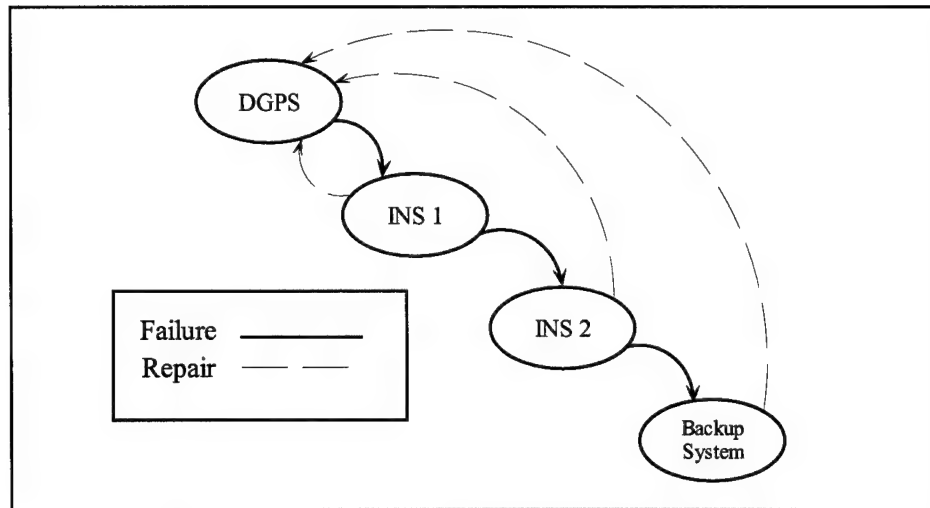 DGPS
INS 1
INS 2
Failure
Repair
Backup
System